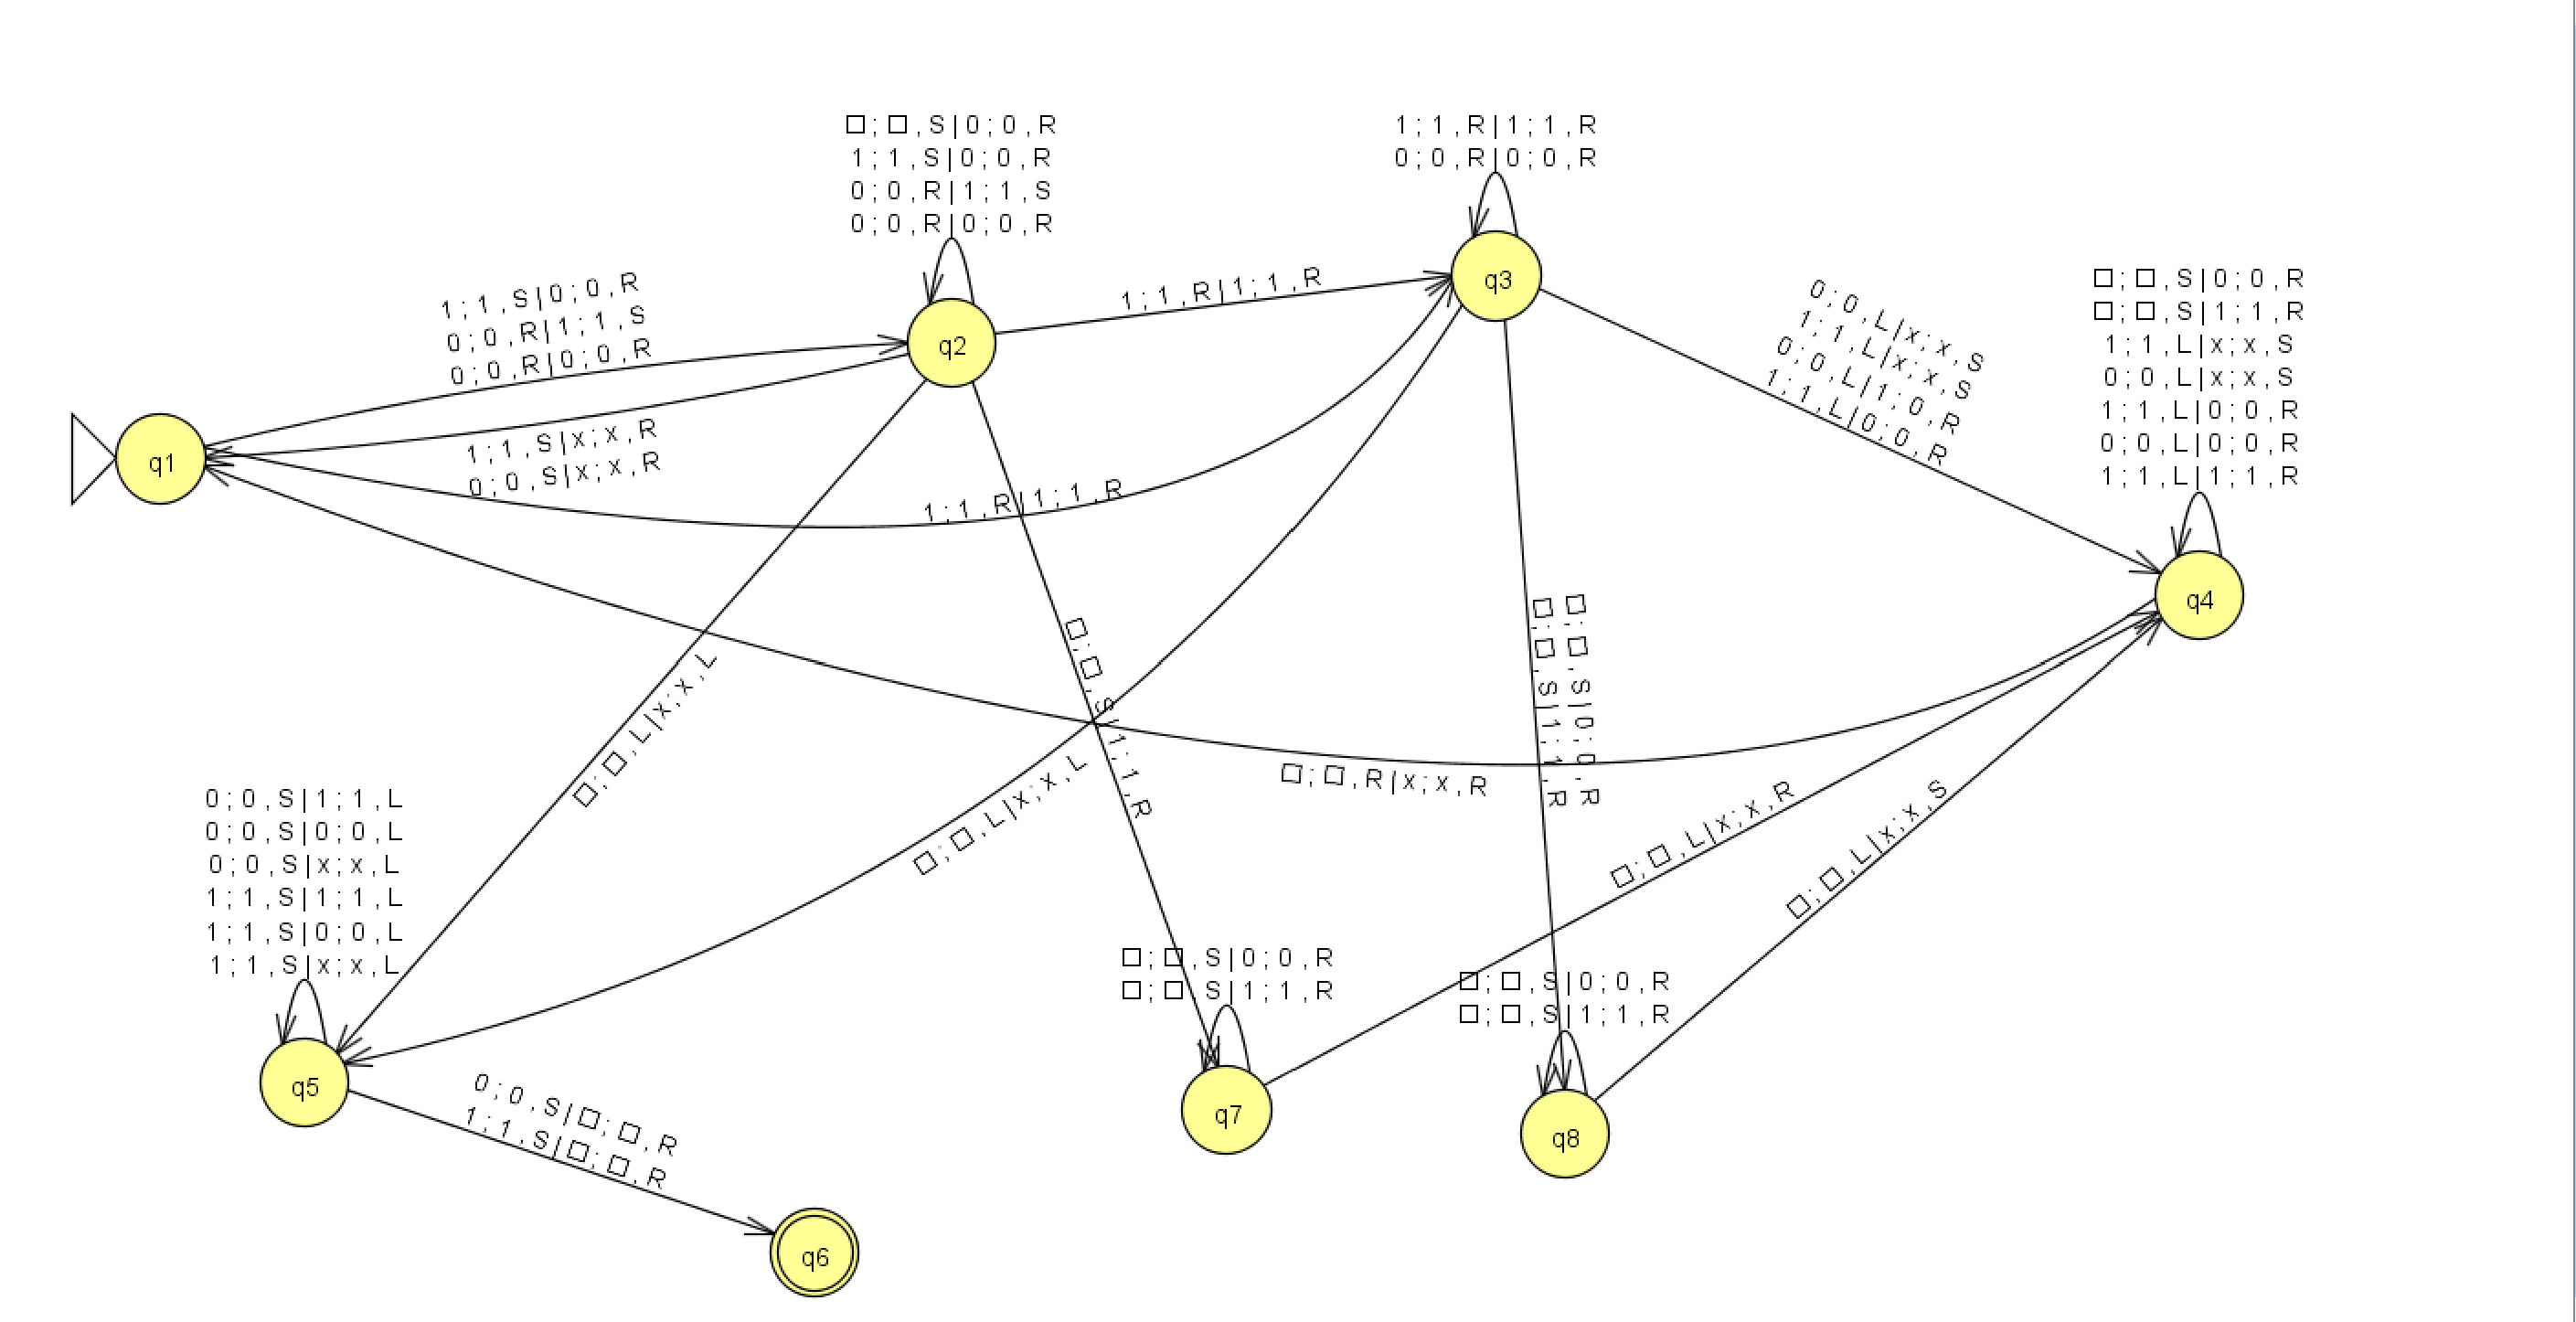 □;□,S|0;0,R
1;1,S|0;0,R
0;0,R|1;1,S
0;0,R|0;0,R
1;1,R|1;1,R
0;0,R|0;0,R
1;1,S|0;0,R
0;0,R|1;1,S
0;0,R|0;0,R
1;1,R|1;1,R
q3
0;0,L|x;x,S
1;1,L|x;x,S
0;0,L|1;0,R
1;1,L|0;0,R
□;□,S|0;0,R
□;□,S|1;1,R
1;1,L|x;x,S
0;0,L|x;x,S
1;1,L|0;0,R
0;0,L|0;0,R
1;1,L|1;1,R
q2
q1
1;1,S|x;x,R
0;0,S|x;x,R
1;1,R|1;1,R
q4
□;□,L|x;x,L
□;□,S|1;1,R
□;□,S|0;0,R
□;□,S|1;1,R
□;□,L|x;x,L
□;□,R|x;x,R
□;□,L|x;x,R
□;□,L|x;x,S
0;0,S|1;1,L
0;0,S|0;0,L
0;0,S|x;x,L
1;1,S|1;1,L
1;1,S|0;0,L
1;1,S|x;x,L
□;□,S|0;0,R
□;□,S|1;1,R
□;□,S|0;0,R
□;□,S|1;1,R
q5
0;0,S|□;□,R
1;1,S|□;□,R
q7
q8
q6